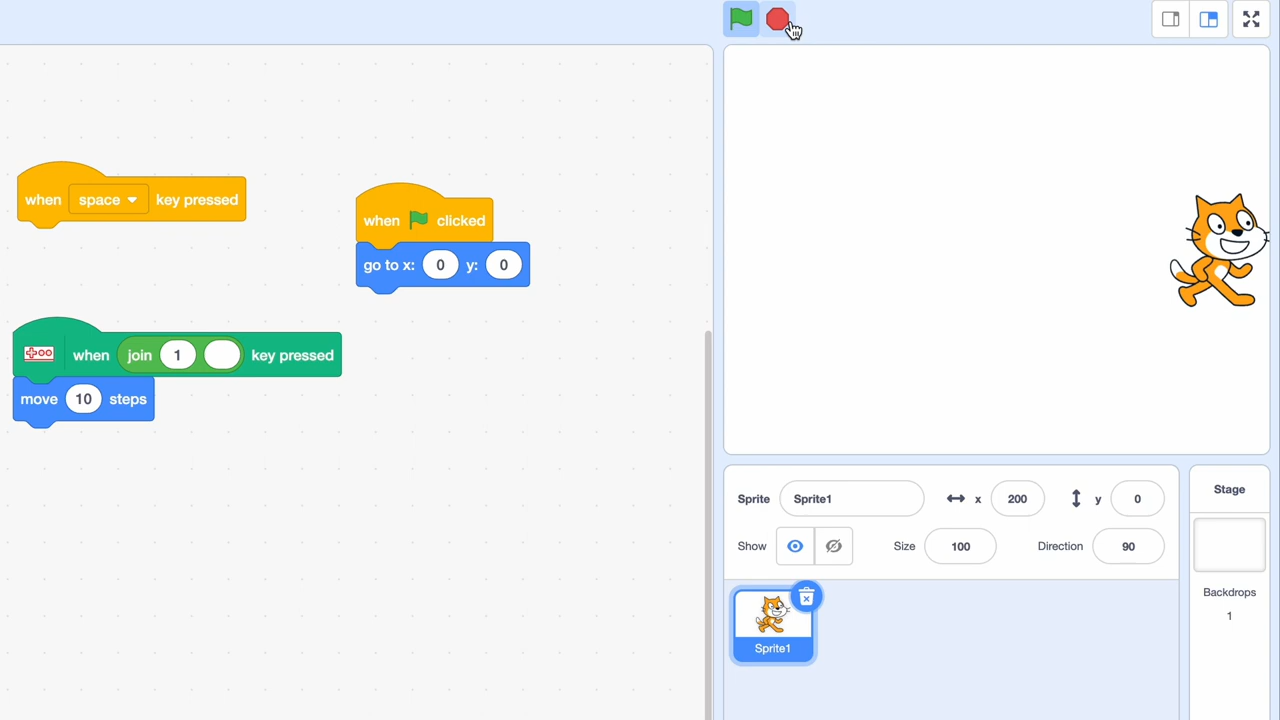 when space key pressed
when clicked
go to x: 0 y: 0
when join 1 key pressed
move 10 steps
Sprite Sprite1 x 200 y 0
Show Size 100 Direction 90
Sprite1
Stage
Backdrops
1